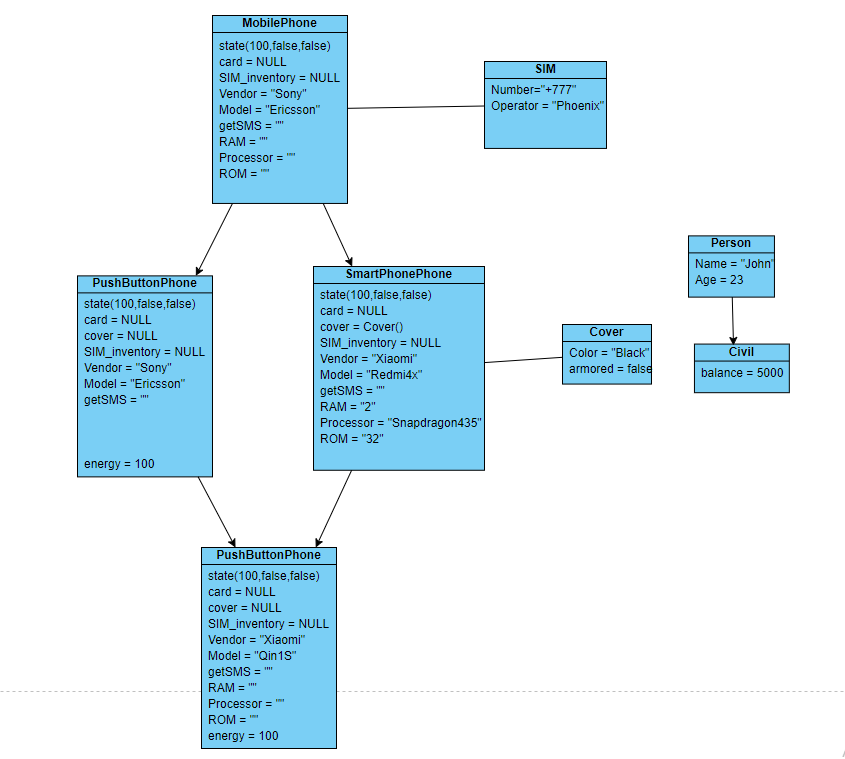 MobilePhone
state(100,false,false)
card = NULL
SIM_inventory = NULL
Vendor = "Sony"
Model = "Ericsson"
getSMS = ""
RAM = ""
Processor = ""
ROM = ""
SIM
Number="+777"
Operator = "Phoenix"
Person
Name = "John"
Age = 23
PushButtonPhone
state(100,false,false)
card = NULL
cover = NULL
SIM_inventory = NULL
Vendor = "Sony"
Model = "Ericsson"
getSMS = ""
energy = 100
SmartPhonePhone
state(100,false,false)
card = NULL
cover = Cover()
SIM_inventory = NULL
Vendor = "Xiaomi"
Model = "Redmi4x"
getSMS = ""
RAM = "2"
Processor = "Snapdragon435"
ROM = "32"
Cover
Color = "Black"
armored = false
Civil
balance = 5000
PushButtonPhone
state(100,false,false)
card = NULL
cover = NULL
SIM_inventory = NULL
Vendor = "Xiaomi"
Model = "Qin1S"
getSMS = ""
RAM = ""
Processor = ""
ROM = ""
energy = 100